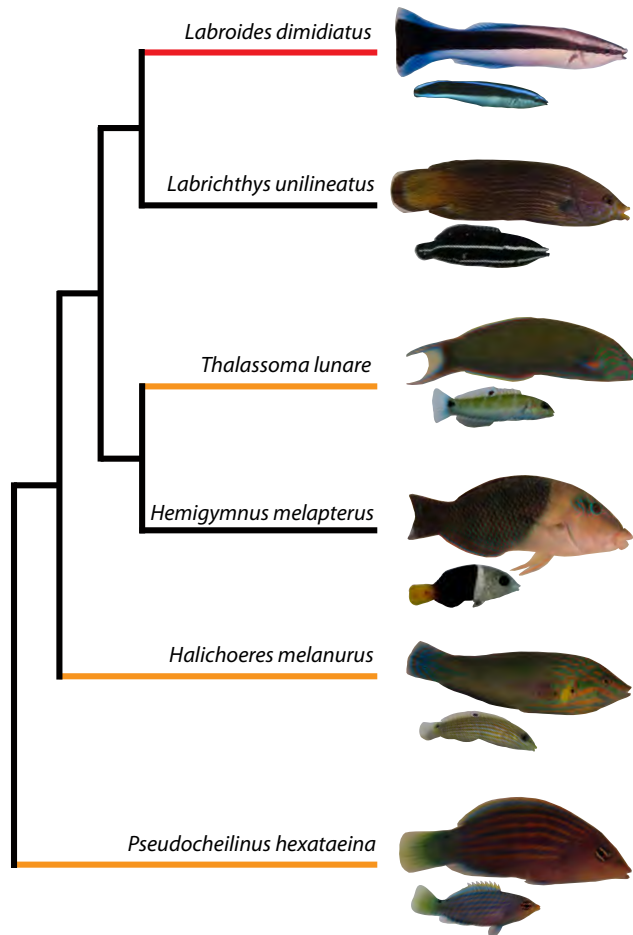 Labroides dimidiatus
Labrichthys unilineatus
Thalassoma lunare
Hemigymnus melapterus
Halichoeres melanurus
Pseudocheilinus hexataeina